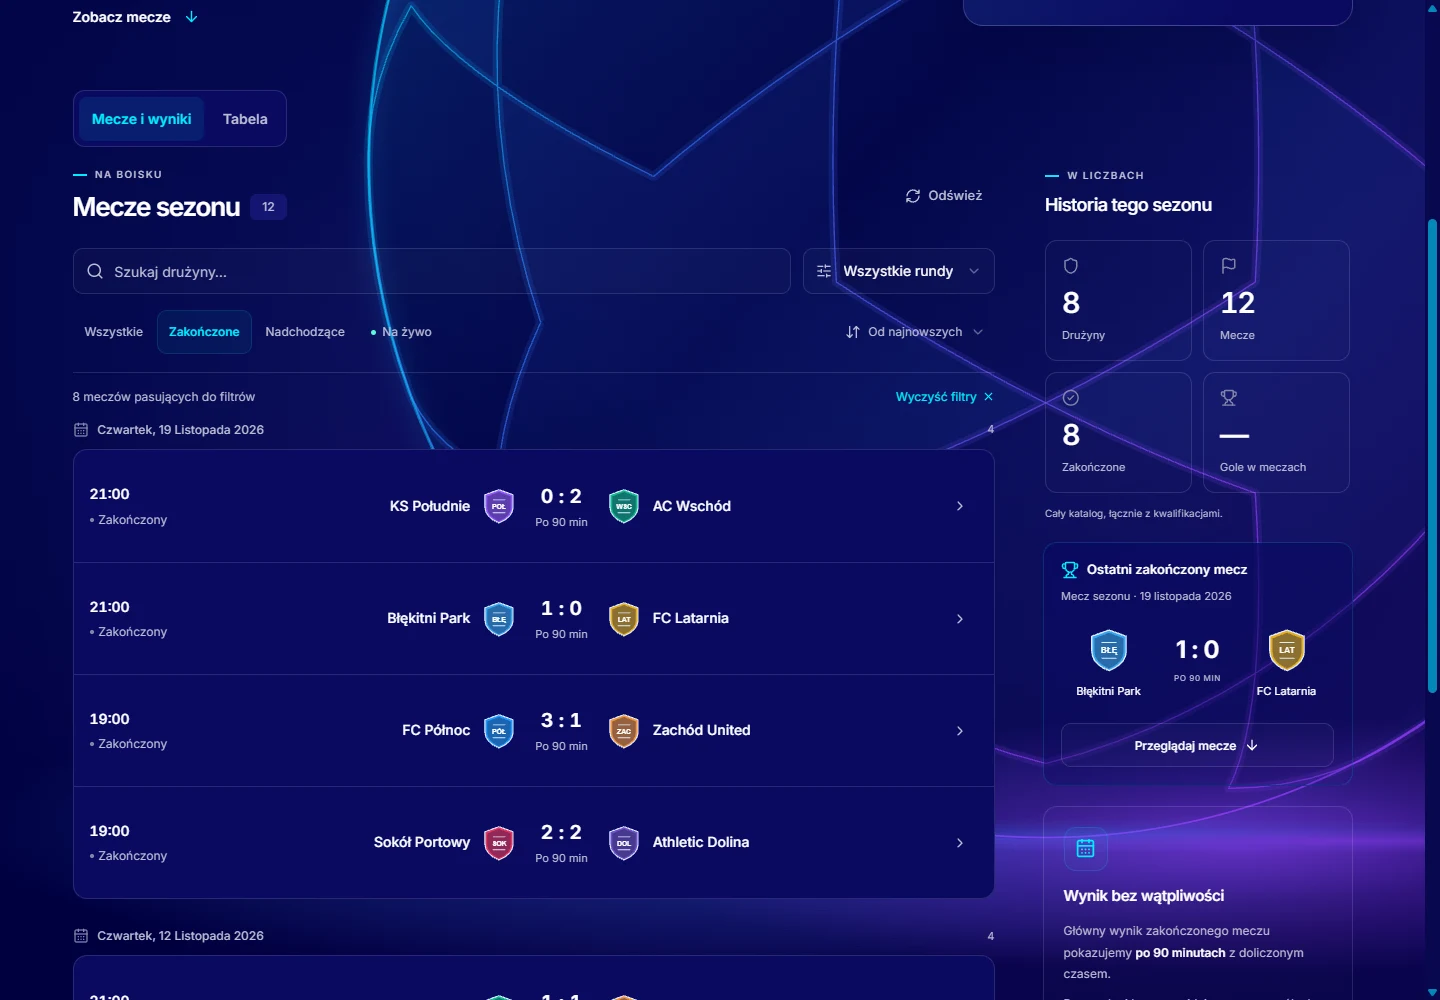 Zobacz mecze
Mecze i wyniki
Tabela
NA BOISKU
Mecze sezonu
12
Odśwież
Szukaj drużyny...
Wszystkie rundy
Wszystkie
Zakończone
Nadchodzące
Na żywo
Od najnowszych
8 meczów pasujących do filtrów
Wyczyść filtry
Czwartek, 19 Listopada 2026
4
21:00
Zakończony
KS Południe
POŁ
0 : 2
Po 90 min
WSC
AC Wschód
21:00
Zakończony
Błękitni Park
BŁĘ
1 : 0
Po 90 min
LAT
FC Latarnia
19:00
Zakończony
FC Północ
PÓŁ
3 : 1
Po 90 min
ZAC
Zachód United
19:00
Zakończony
Sokół Portowy
SOK
2 : 2
Po 90 min
DOL
Athletic Dolina
Czwartek, 12 Listopada 2026
4
W LICZBACH
Historia tego sezonu
8
Drużyny
12
Mecze
8
Zakończone
—
Gole w meczach
Cały katalog, łącznie z kwalifikacjami.
Ostatni zakończony mecz
Mecz sezonu · 19 listopada 2026
BŁĘ
1 : 0
PO 90 MIN
LAT
Błękitni Park
FC Latarnia
Przeglądaj mecze
Wynik bez wątpliwości
Główny wynik zakończonego meczu
pokazujemy po 90 minutach z doliczonym
czasem.